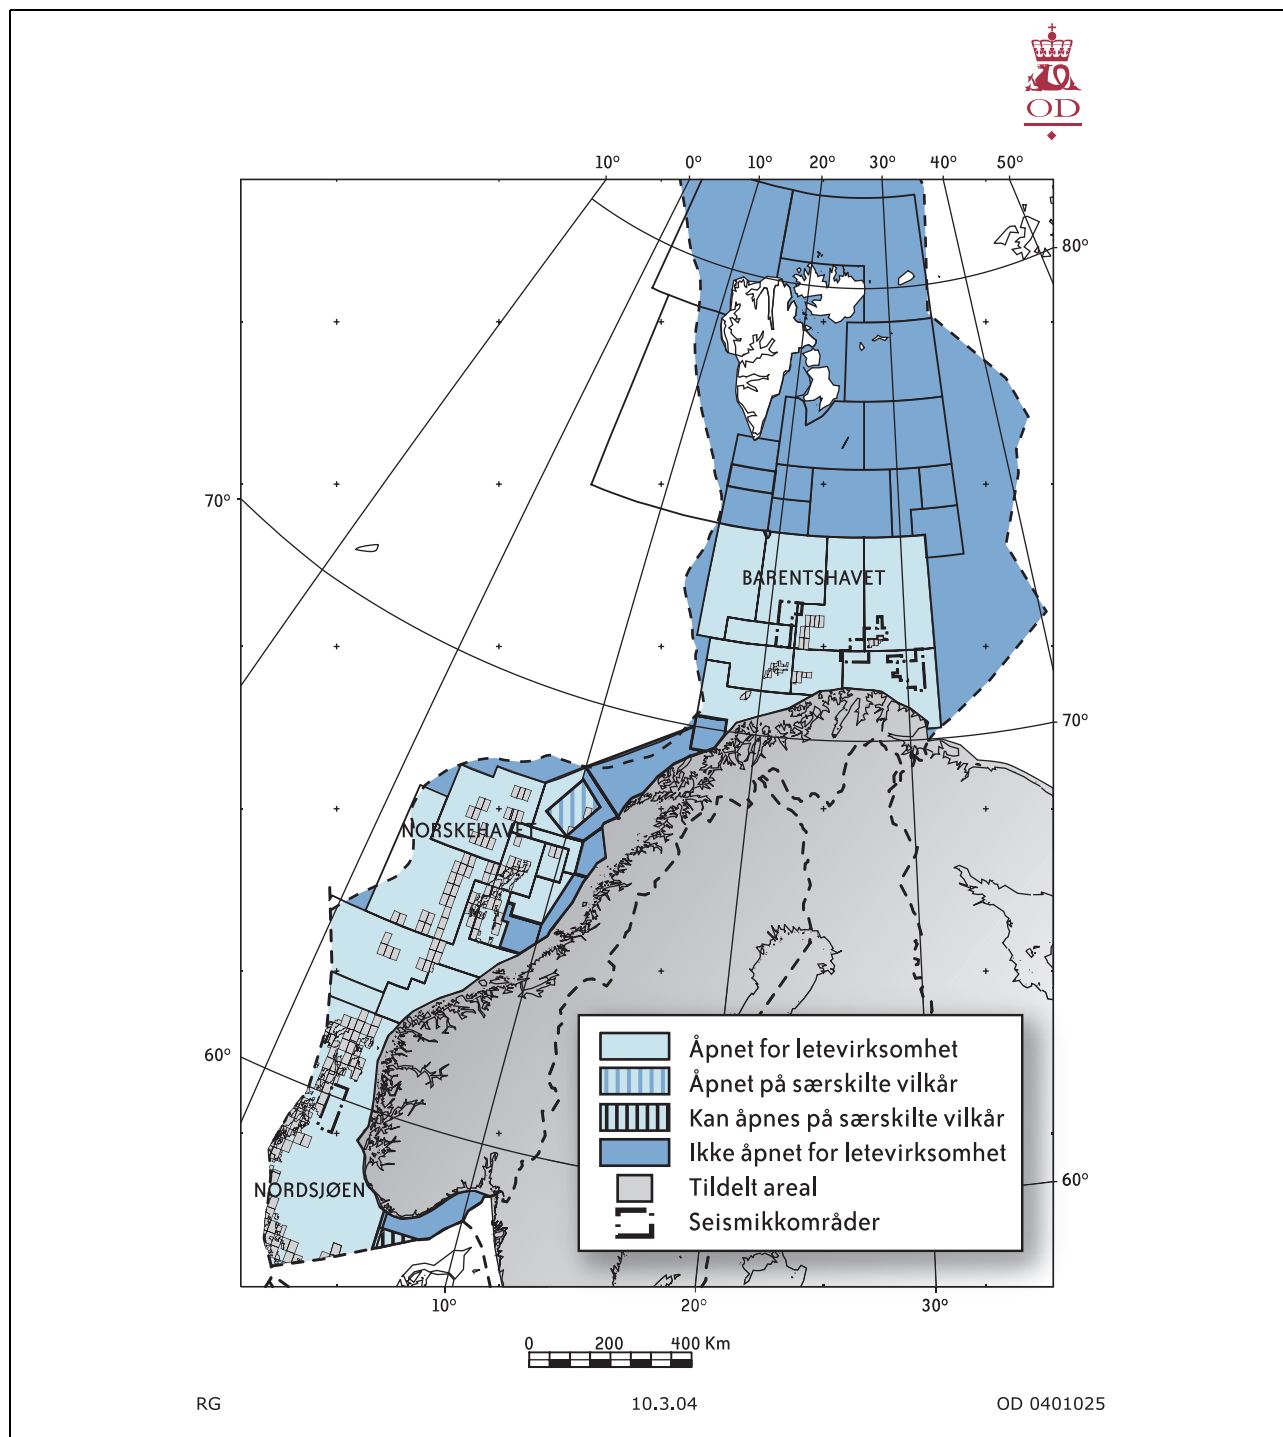 OD
10° 0° 10° 20° 30° 40° 50°
80°
70°
BARENTSHAVET
70°
NORSKEHAVET
60°
Åpnet for letevirksomhet
Åpnet på særskilte vilkår
Kan åpnes på særskilte vilkår
Ikke åpnet for letevirksomhet
Tildelt areal
Seismikkområder
60°
NORDSJØEN
10° 20° 30°
0 200 400 Km
RG 10.3.04 OD 0401025